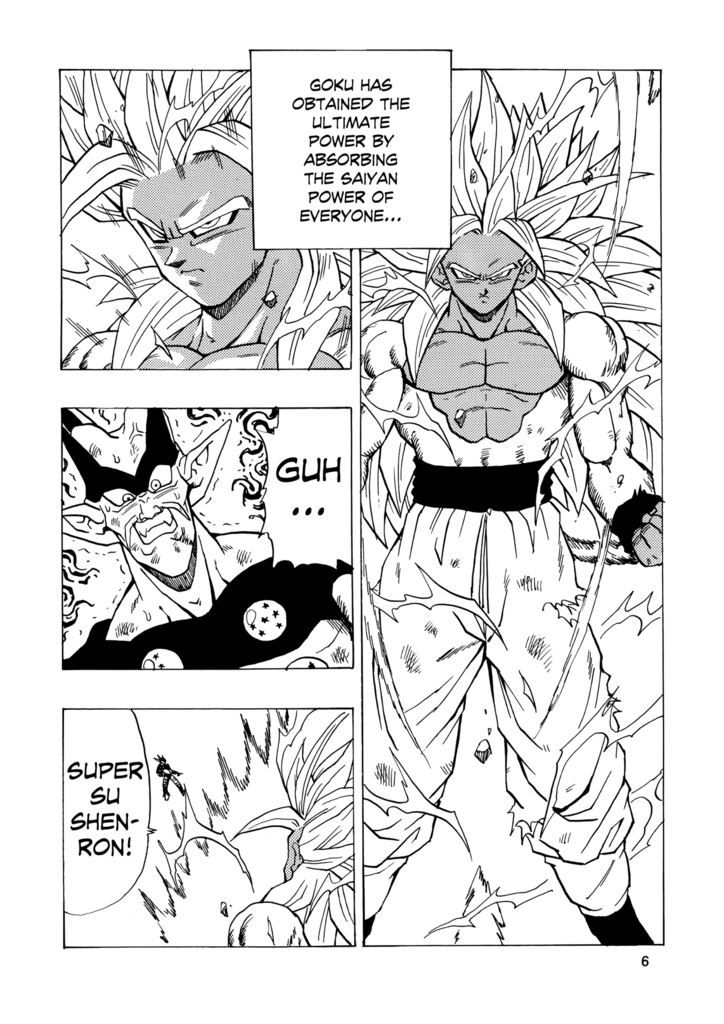 GOKU HAS
OBTAINED THE
ULTIMATE
POWER BY
ABSORBING
THE SAIYAN
POWER OF
EVERYONE...
GUH
...
SUPER
SU
SHEN-
RON!
6